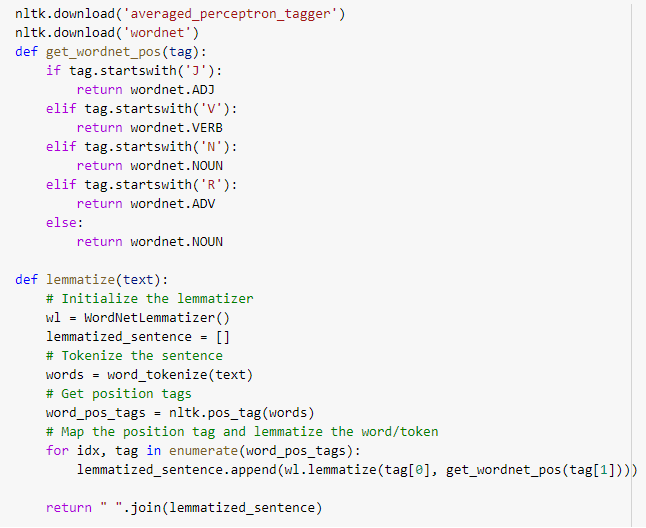 nltk.download('averaged_perceptron_tagger')
nltk.download('wordnet')
def get_wordnet_pos(tag):
    if tag.startswith('J'):
        return wordnet.ADJ
    elif tag.startswith('V'):
        return wordnet.VERB
    elif tag.startswith('N'):
        return wordnet.NOUN
    elif tag.startswith('R'):
        return wordnet.ADV
    else:
        return wordnet.NOUN

def lemmatize(text):
    # Initialize the lemmatizer
    wl = WordNetLemmatizer()
    lemmatized_sentence = []
    # Tokenize the sentence
    words = word_tokenize(text)
    # Get position tags
    word_pos_tags = nltk.pos_tag(words)
    # Map the position tag and lemmatize the word/token
    for idx, tag in enumerate(word_pos_tags):
        lemmatized_sentence.append(wl.lemmatize(tag[0], get_wordnet_pos(tag[1])))

    return " ".join(lemmatized_sentence)